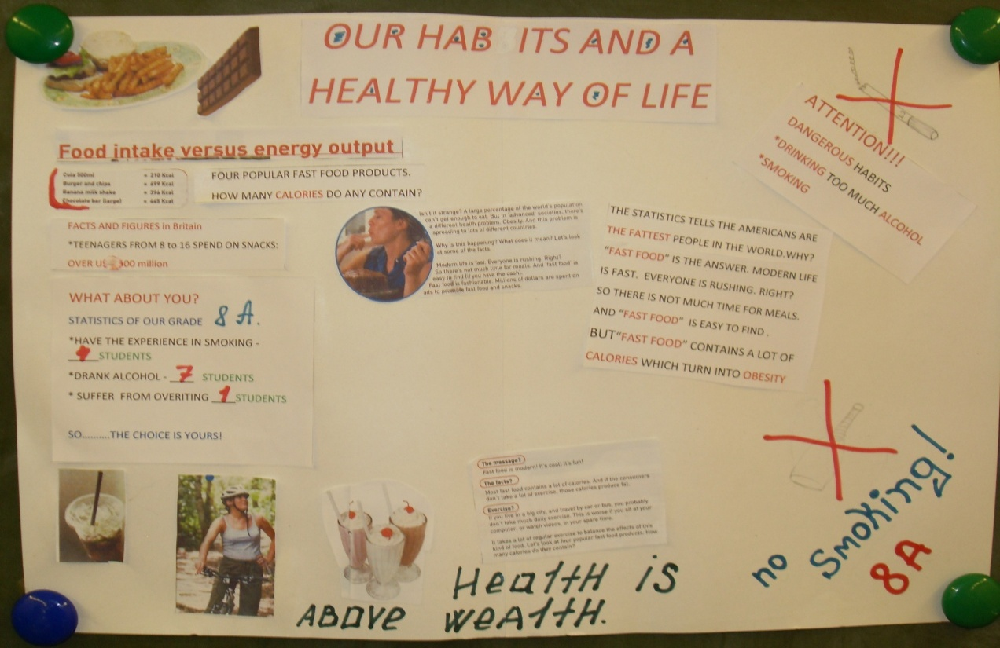 OUR HABITS AND A
HEALTHY WAY OF LIFE
ATTENTION!!!
DANGEROUS HABITS
*DRINKING TOO MUCH ALCOHOL
*SMOKING
Food intake versus energy output
Cola 500ml = 210 Kcal
Burger and chips = 699 Kcal
Banana milk shake = 396 Kcal
Chocolate bar (large) = 448 Kcal
FOUR POPULAR FAST FOOD PRODUCTS.
HOW MANY CALORIES DO ANY CONTAIN?
FACTS AND FIGURES in Britain
*TEENAGERS FROM 8 to 16 SPEND ON SNACKS:
OVER 300 million
WHAT ABOUT YOU?
STATISTICS OF OUR GRADE 8 A.
*HAVE THE EXPERIENCE IN SMOKING -
STUDENTS
*DRANK ALCOHOL - 7 STUDENTS
* SUFFER FROM OVERITING 1 STUDENTS
SO..........THE CHOICE IS YOURS!
Isn't it strange? A large percentage of the world's population
can't get enough to eat. But in 'advanced' societies, there's
a different health problem. Obesity. And this problem is
spreading to lots of different countries.
Why is this happening? What does it mean? Let's look
at some of the facts.
Modern life is fast. Everyone is rushing. Right?
So there's not much time for meals. And 'fast food' is
easy to find (if you have the cash).
Fast food is fashionable. Millions of dollars are spent on
ads to promote fast food and snacks.
THE STATISTICS TELLS THE AMERICANS ARE
THE FATTEST PEOPLE IN THE WORLD.WHY?
"FAST FOOD" IS THE ANSWER. MODERN LIFE
IS FAST. EVERYONE IS RUSHING. RIGHT?
SO THERE IS NOT MUCH TIME FOR MEALS.
AND "FAST FOOD" IS EASY TO FIND .
BUT"FAST FOOD" CONTAINS A LOT OF
CALORIES WHICH TURN INTO OBESITY
The message?
Fast food is modern! It's cool! It's fun!
The facts?
Most fast food contains a lot of calories. And if the consumers
don't take a lot of exercise, those calories produce fat.
Exercise?
If you live in a big city, and travel by car or bus, you probably
don't take much daily exercise. This is worse if you sit at your
computer, or watch videos, in your spare time.
It takes a lot of regular exercise to balance the effects of this
kind of food. Let's look at four popular fast food products. How
many calories do they contain?
no Smoking!
8A
Health is
ABOVe WeALtH.